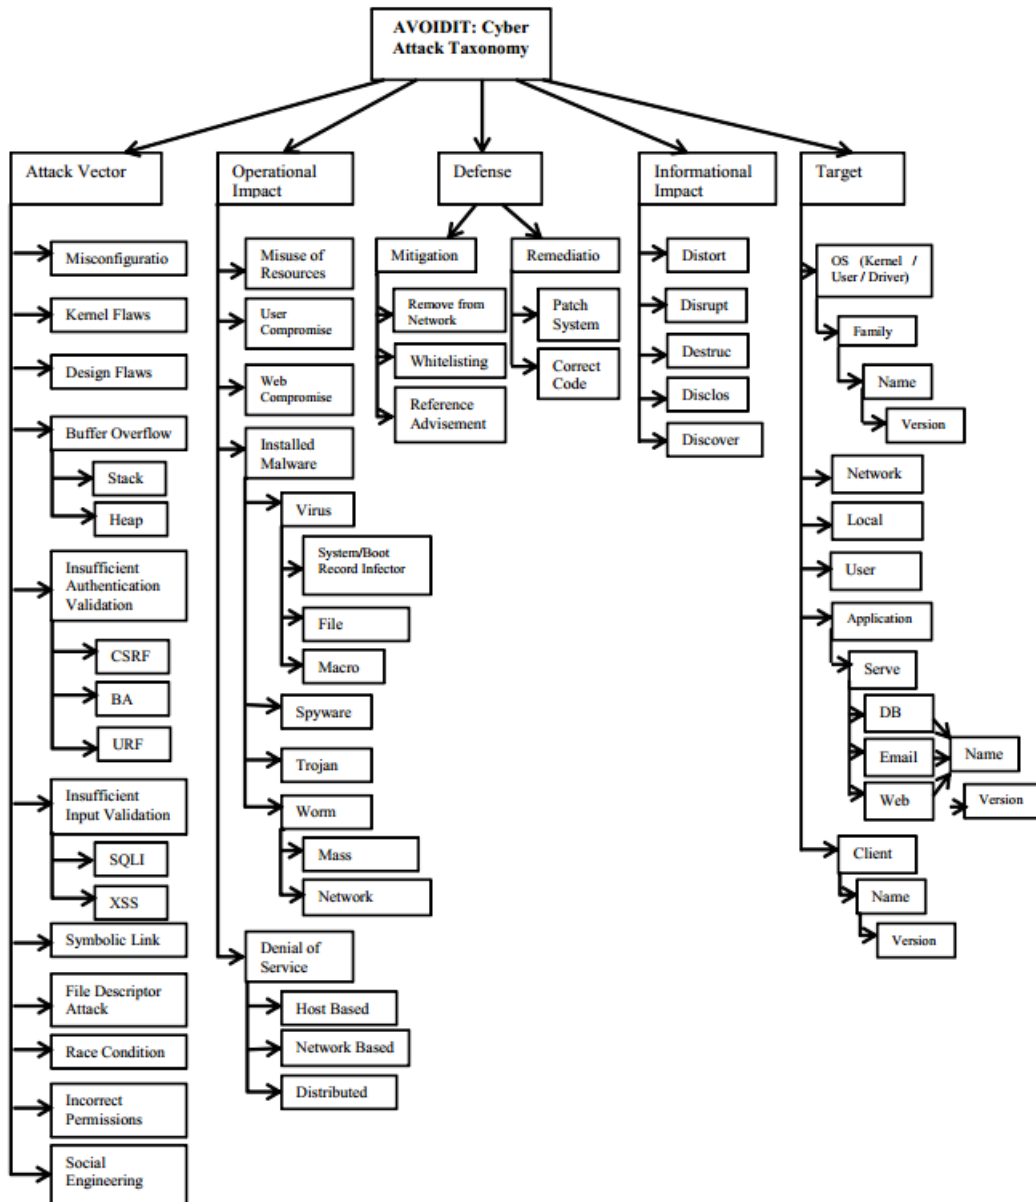 AVOIDIT: Cyber
Attack Taxonomy
Attack Vector
Misconfiguratio
Kernel Flaws
Design Flaws
Buffer Overflow
Stack
Heap
Insufficient
Authentication
Validation
CSRF
BA
URF
Insufficient
Input Validation
SQLI
XSS
Symbolic Link
File Descriptor
Attack
Race Condition
Incorrect
Permissions
Social
Engineering
Operational
Impact
Misuse of
Resources
User
Compromise
Web
Compromise
Installed
Malware
Virus
System/Boot
Record Infector
File
Macro
Spyware
Trojan
Worm
Mass
Network
Denial of
Service
Host Based
Network Based
Distributed
Defense
Mitigation
Remove from
Network
Whitelisting
Reference
Advisement
Remediatio
Patch
System
Correct
Code
Informational
Impact
Distort
Disrupt
Destruc
Disclos
Discover
Target
OS (Kernel /
User / Driver)
Family
Name
Version
Network
Local
User
Application
Serve
DB
Email
Web
Name
Version
Client
Name
Version